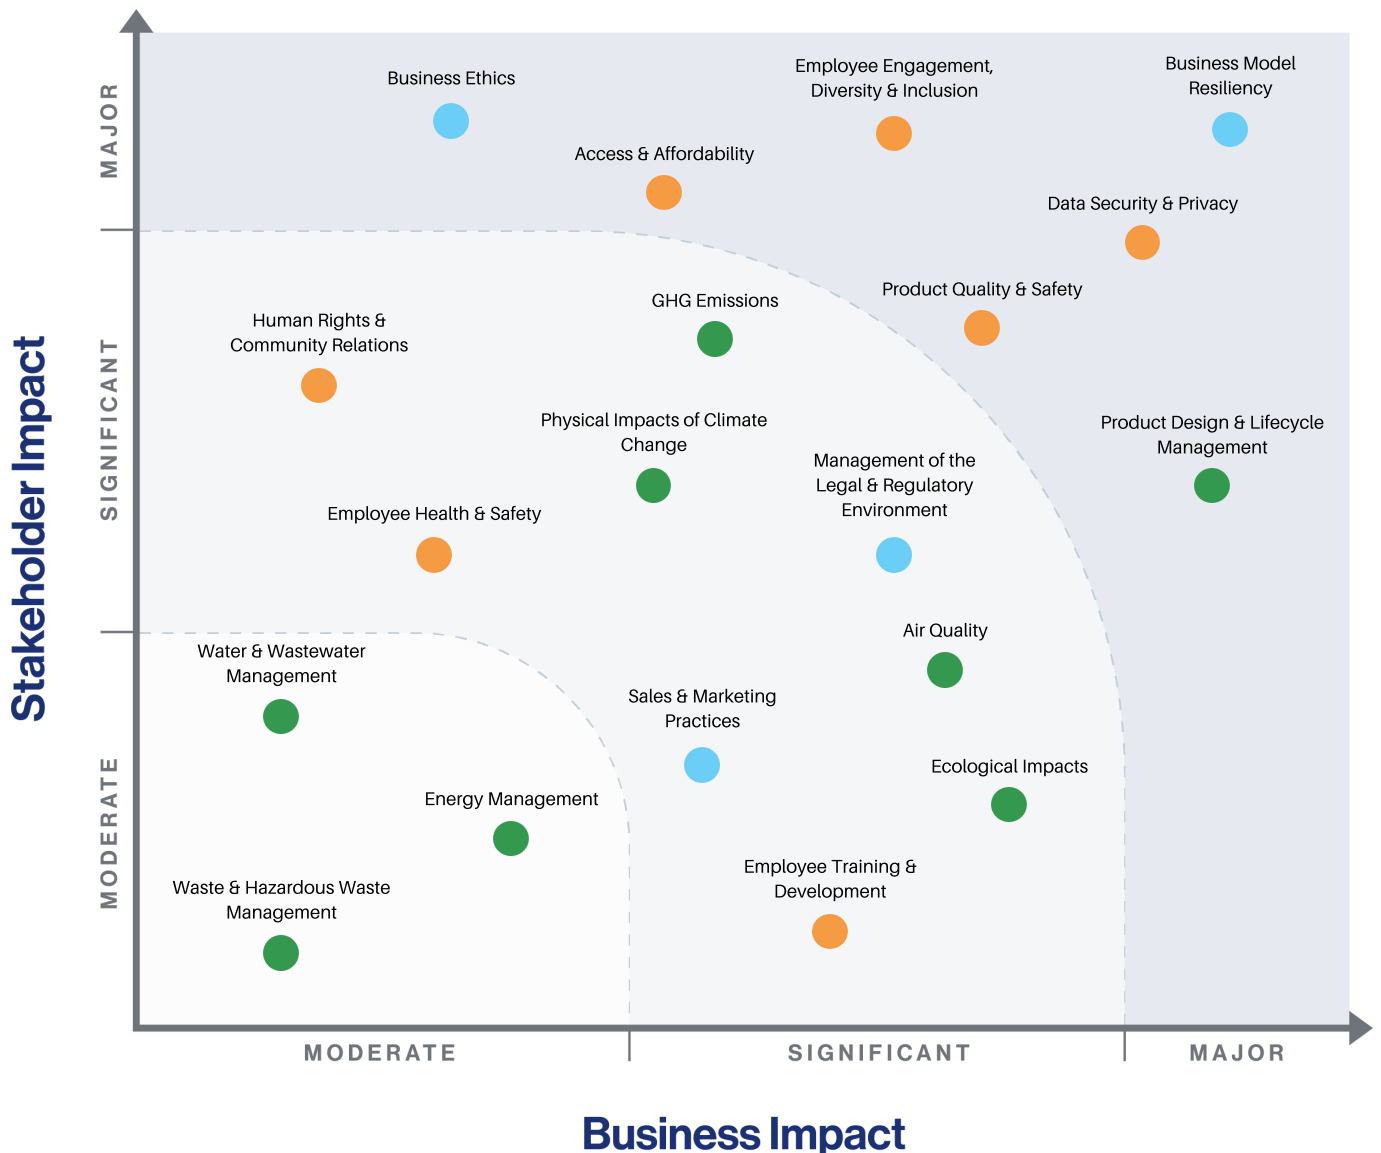 Business Ethics
Employee Engagement,
Diversity & Inclusion
Business Model
Resiliency
Access & Affordability
Data Security & Privacy
Product Quality & Safety
GHG Emissions
Human Rights &
Community Relations
Physical Impacts of Climate
Change
Product Design & Lifecycle
Management
Management of the
Legal & Regulatory
Environment
Employee Health & Safety
Air Quality
Water & Wastewater
Management
Sales & Marketing
Practices
Ecological Impacts
Energy Management
Employee Training &
Development
Waste & Hazardous Waste
Management
MAJOR
SIGNIFICANT
MODERATE
Stakeholder Impact
MODERATE
SIGNIFICANT
MAJOR
Business Impact